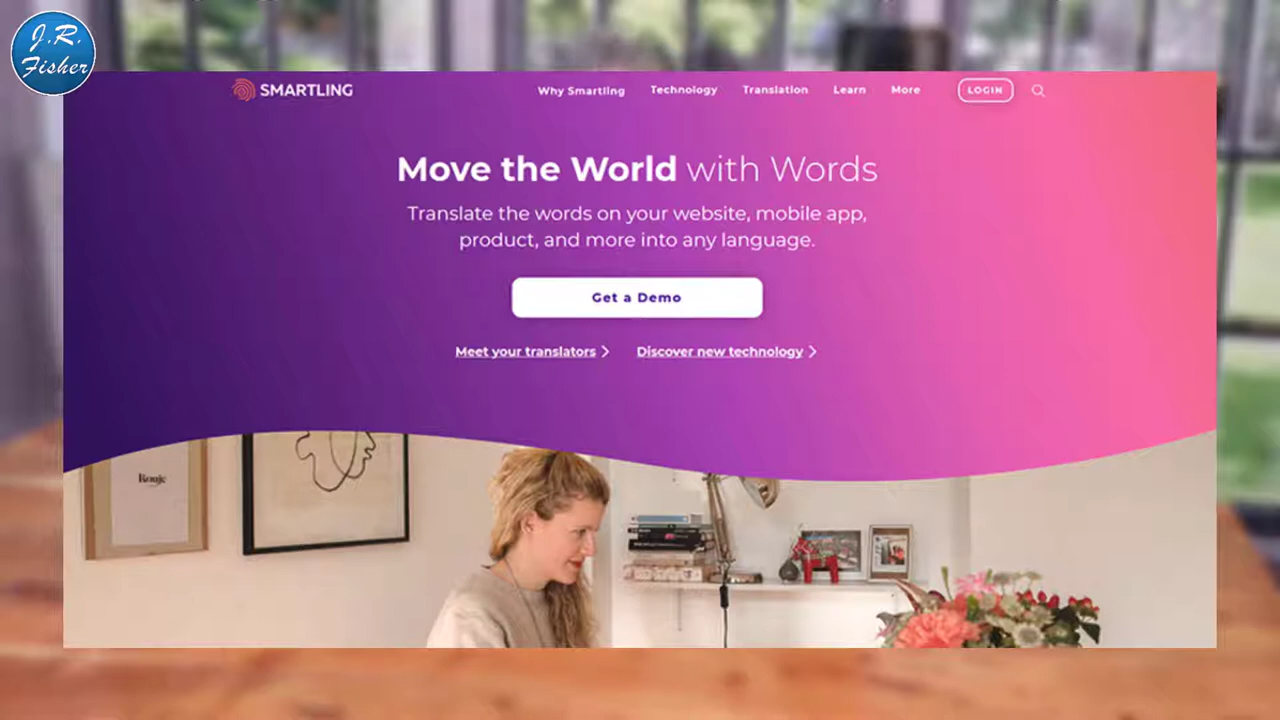 J.R.
Fisher
SMARTLING
Why Smartling
Technology
Translation
Learn
More
LOGIN
Move the World with Words
Translate the words on your website, mobile app,
product, and more into any language.
Get a Demo
Meet your translators
Discover new technology
Rouje